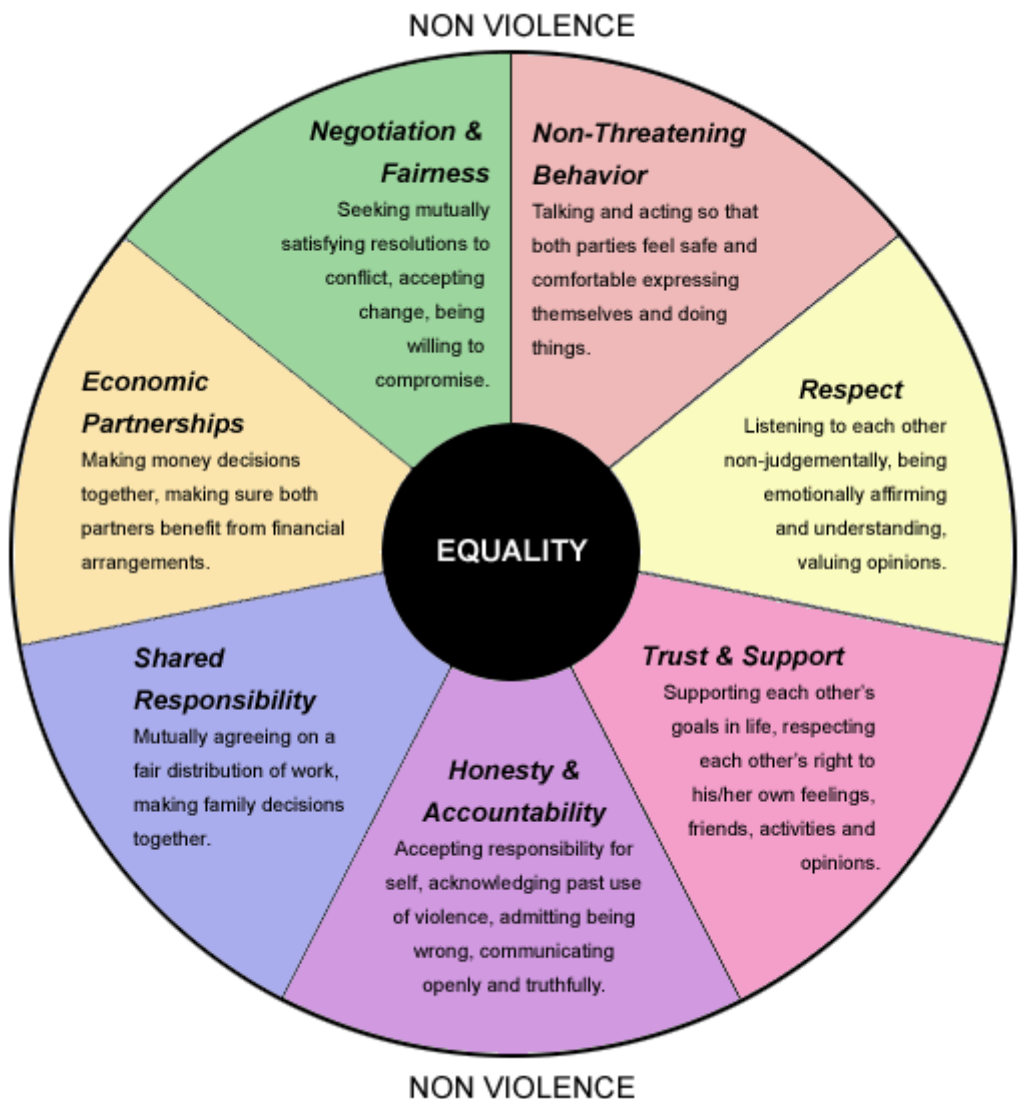 NON VIOLENCE
Negotiation &
Fairness
Seeking mutually
satisfying resolutions to
conflict, accepting
change, being
willing to
compromise.
Non-Threatening
Behavior
Talking and acting so that
both parties feel safe and
comfortable expressing
themselves and doing
things.
Economic
Partnerships
Making money decisions
together, making sure both
partners benefit from financial
arrangements.
Respect
Listening to each other
non-judgementally, being
emotionally affirming
and understanding,
valuing opinions.
EQUALITY
Shared
Responsibility
Mutually agreeing on a
fair distribution of work,
making family decisions
together.
Trust & Support
Supporting each other's
goals in life, respecting
each other's right to
his/her own feelings,
friends, activities and
opinions.
Honesty &
Accountability
Accepting responsibility for
self, acknowledging past use
of violence, admitting being
wrong, communicating
openly and truthfully.
NON VIOLENCE